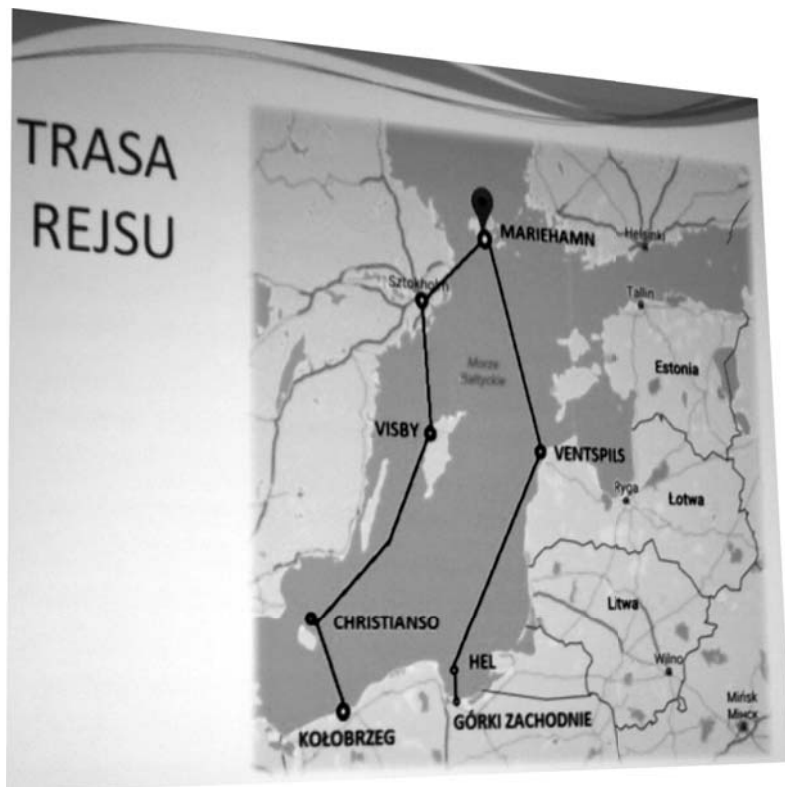 TRASA
REJSU
MARIEHAMN
Helsinki
Sztokholm
Tallin
Morze
Bałtyckie
Estonia
VISBY
VENTSPILS
Ryga
Łotwa
CHRISTIANSO
Litwa
HEL
Wilno
KOŁOBRZEG
GÓRKI ZACHODNIE
Mińsk
Мінск